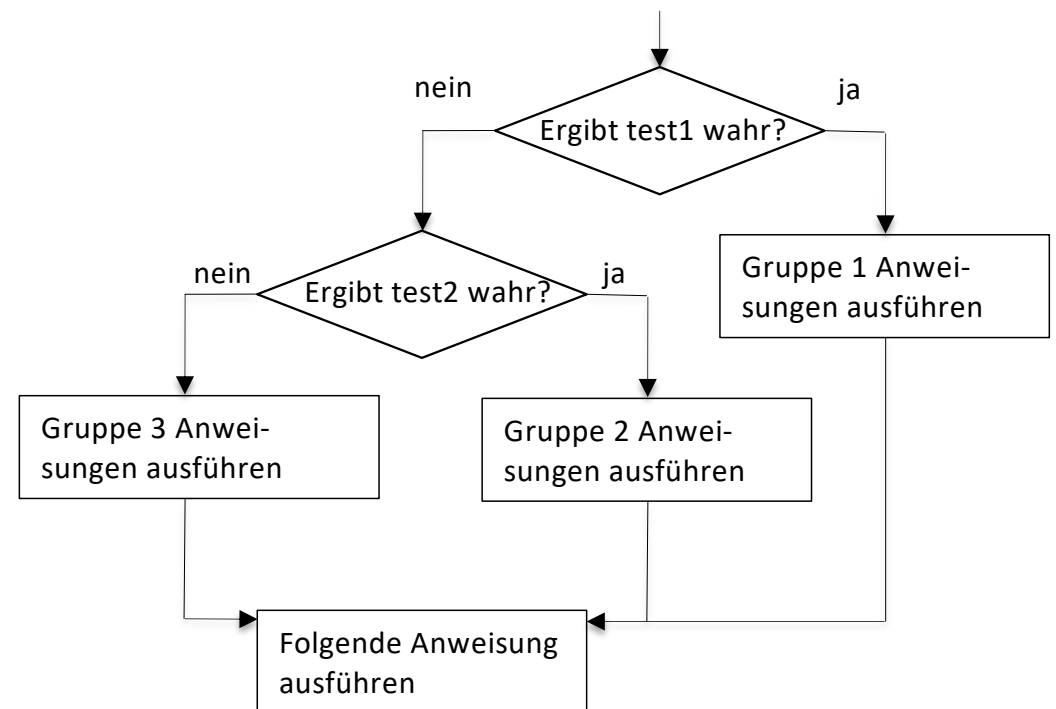 nein
ja
Ergibt test1 wahr?
nein
ja
Ergibt test2 wahr?
Gruppe 1 Anwei-
sungen ausführen
Gruppe 3 Anwei-
sungen ausführen
Gruppe 2 Anwei-
sungen ausführen
Folgende Anweisung
ausführen